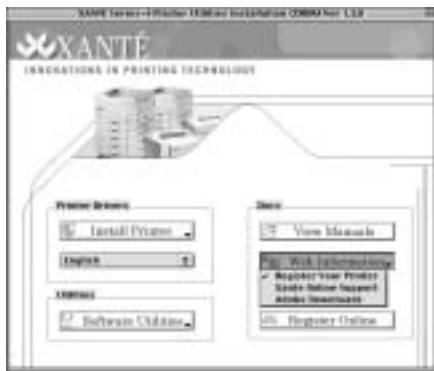 XANTÉ
INNOVATIONS IN PRINTING TECHNOLOGY
Printer Drivers
Install Printer
English
Utilities
Software Utilities
Docs
View Manuals
Web Information
Register Your Printer
Xante Online Support
Adobe Downloads
Register Online